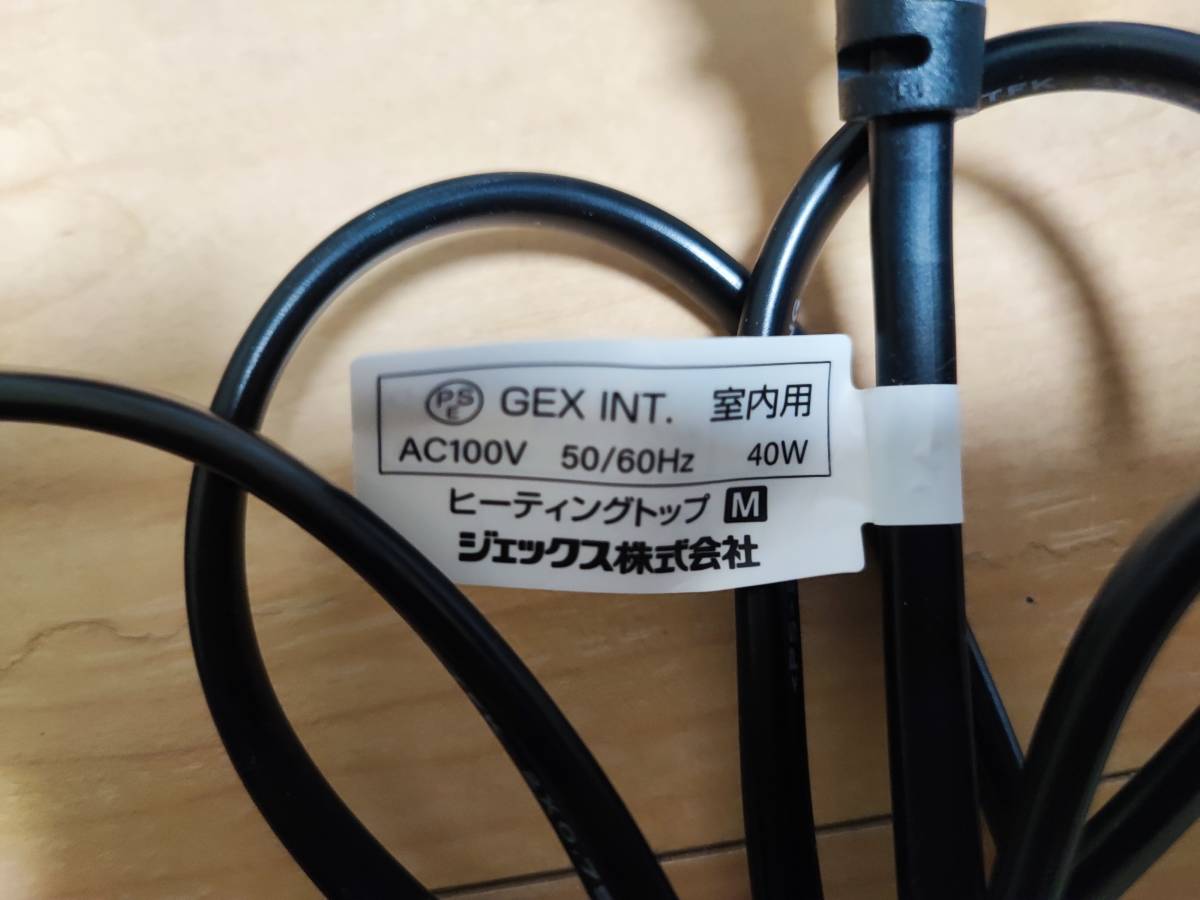 PSE GEX INT. 室内用
AC100V 50/60Hz 40W
ヒーティングトップ M
ジェックス株式会社
TFK